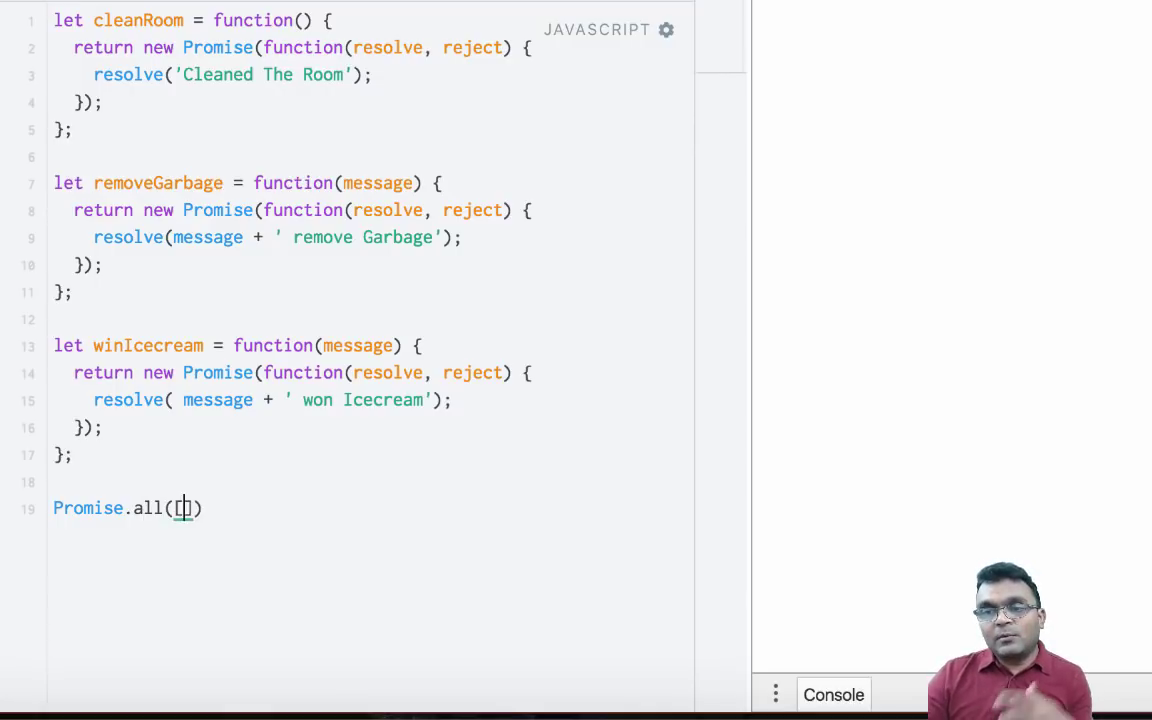 JAVASCRIPT
1 let cleanRoom = function() {
2 return new Promise(function(resolve, reject) {
3 resolve('Cleaned The Room');
4 });
5 };
6
7 let removeGarbage = function(message) {
8 return new Promise(function(resolve, reject) {
9 resolve(message + ' remove Garbage');
10 });
11 };
12
13 let winIcecream = function(message) {
14 return new Promise(function(resolve, reject) {
15 resolve( message + ' won Icecream');
16 });
17 };
18
19 Promise.all([])
Console